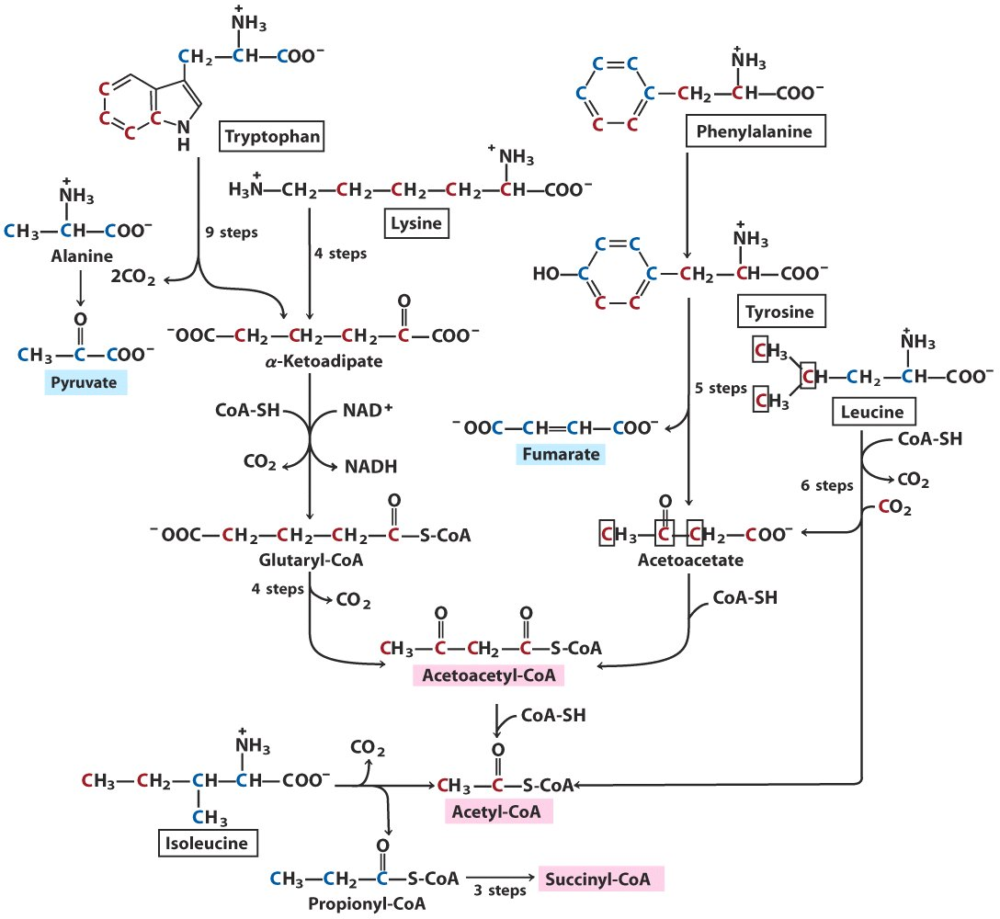 +
NH3
CH2 CH COO−
N
H
Tryptophan
+
NH3
C C
C C CH2 CH COO−
C C
Phenylalanine
+
NH3
+
H3N CH2 CH2 CH2 CH2 CH COO−
Lysine
+
NH3
CH3 CH COO−
Alanine
9 steps
4 steps
2CO2
+
NH3
C C
HO C C CH2 CH COO−
C C
Tyrosine
O
CH3 C COO−
Pyruvate
O
−OOC CH2 CH2 CH2 C COO−
α-Ketoadipate
+
NH3
CH3
CH CH2 CH COO−
CH3
Leucine
5 steps
CoA-SH NAD+
CO2 NADH
−OOC CH CH COO−
Fumarate
CoA-SH
CO2
6 steps
CO2
O
−OOC CH2 CH2 CH2 C S-CoA
Glutaryl-CoA
O
CH3 C CH2 COO−
Acetoacetate
4 steps
CO2
CoA-SH
O O
CH3 C CH2 C S-CoA
Acetoacetyl-CoA
CoA-SH
+
NH3
CH3 CH2 CH CH COO−
CH3
Isoleucine
CO2
O
CH3 C S-CoA
Acetyl-CoA
O
CH3 CH2 C S-CoA
Propionyl-CoA
3 steps
Succinyl-CoA